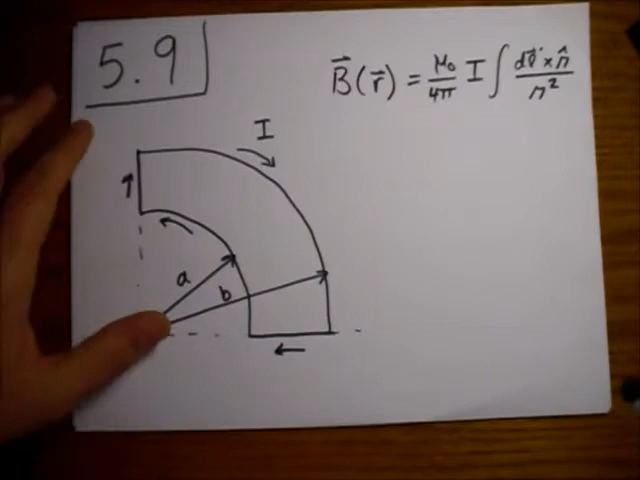 5.9
B⃗(r⃗) = μ₀/4π I ∫ dl⃗' × r̂ / r²
I
a
b